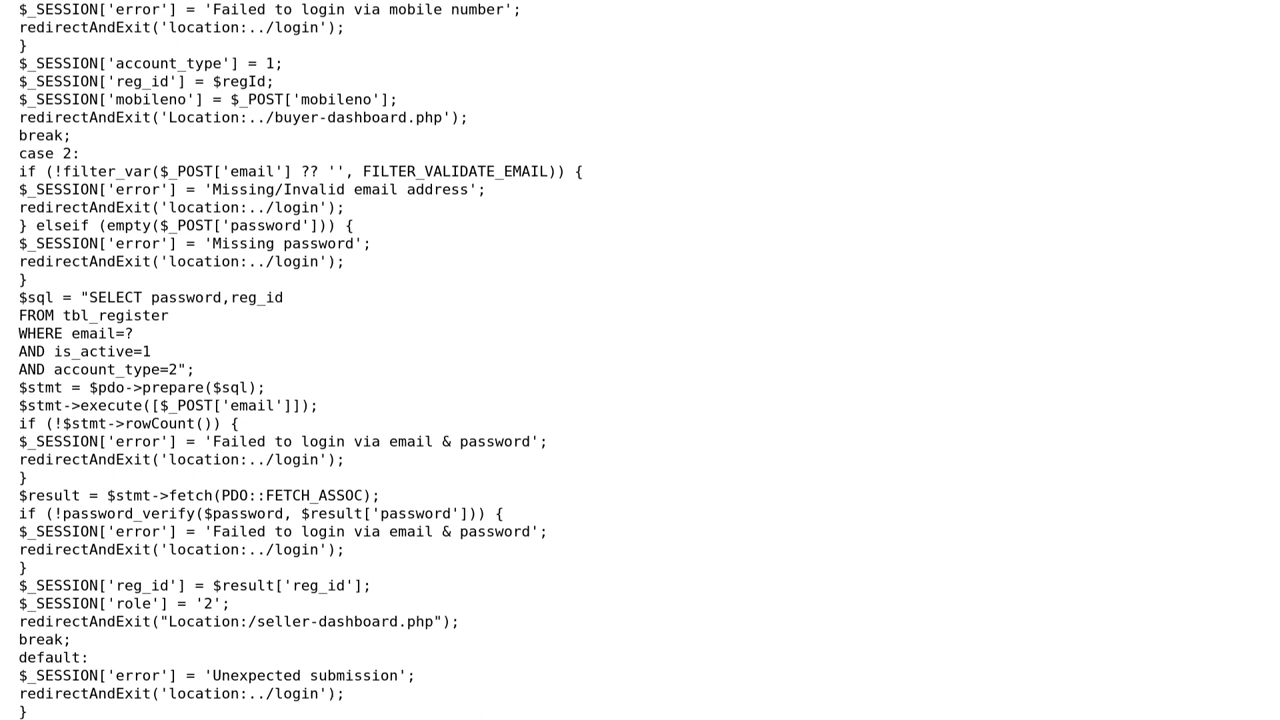 $_SESSION['error'] = 'Failed to login via mobile number';
redirectAndExit('location:../login');
}
$_SESSION['account_type'] = 1;
$_SESSION['reg_id'] = $regId;
$_SESSION['mobileno'] = $_POST['mobileno'];
redirectAndExit('Location:../buyer-dashboard.php');
break;
case 2:
if (!filter_var($_POST['email'] ?? '', FILTER_VALIDATE_EMAIL)) {
$_SESSION['error'] = 'Missing/Invalid email address';
redirectAndExit('location:../login');
} elseif (empty($_POST['password'])) {
$_SESSION['error'] = 'Missing password';
redirectAndExit('location:../login');
}
$sql = "SELECT password,reg_id
FROM tbl_register
WHERE email=?
AND is_active=1
AND account_type=2";
$stmt = $pdo->prepare($sql);
$stmt->execute([$_POST['email']]);
if (!$stmt->rowCount()) {
$_SESSION['error'] = 'Failed to login via email & password';
redirectAndExit('location:../login');
}
$result = $stmt->fetch(PDO::FETCH_ASSOC);
if (!password_verify($password, $result['password'])) {
$_SESSION['error'] = 'Failed to login via email & password';
redirectAndExit('location:../login');
}
$_SESSION['reg_id'] = $result['reg_id'];
$_SESSION['role'] = '2';
redirectAndExit("Location:/seller-dashboard.php");
break;
default:
$_SESSION['error'] = 'Unexpected submission';
redirectAndExit('location:../login');
}